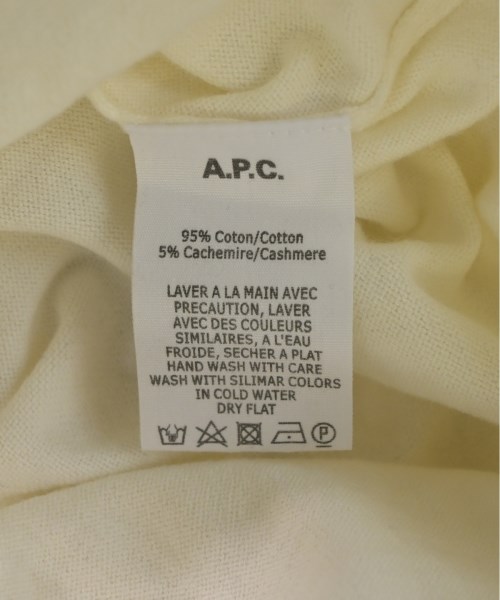 A.P.C.
95% Coton/Cotton
5% Cachemire/Cashmere
LAVER A LA MAIN AVEC
PRECAUTION, LAVER
AVEC DES COULEURS
SIMILAIRES, A L'EAU
FROIDE, SECHER A PLAT
HAND WASH WITH CARE
WASH WITH SILIMAR COLORS
IN COLD WATER
DRY FLAT
P